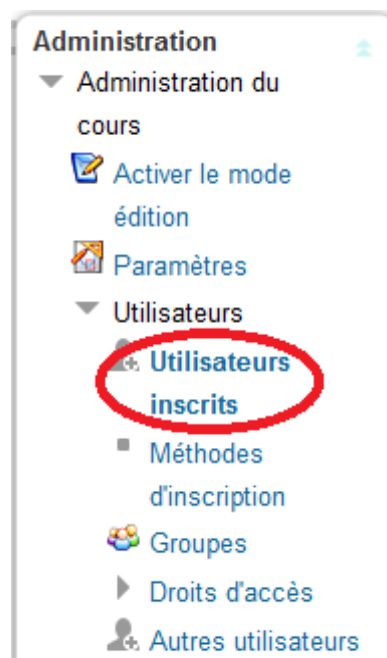 Administration
Administration du
cours
Activer le mode
édition
Paramètres
Utilisateurs
Utilisateurs
inscrits
Méthodes
d'inscription
Groupes
Droits d'accès
Autres utilisateurs